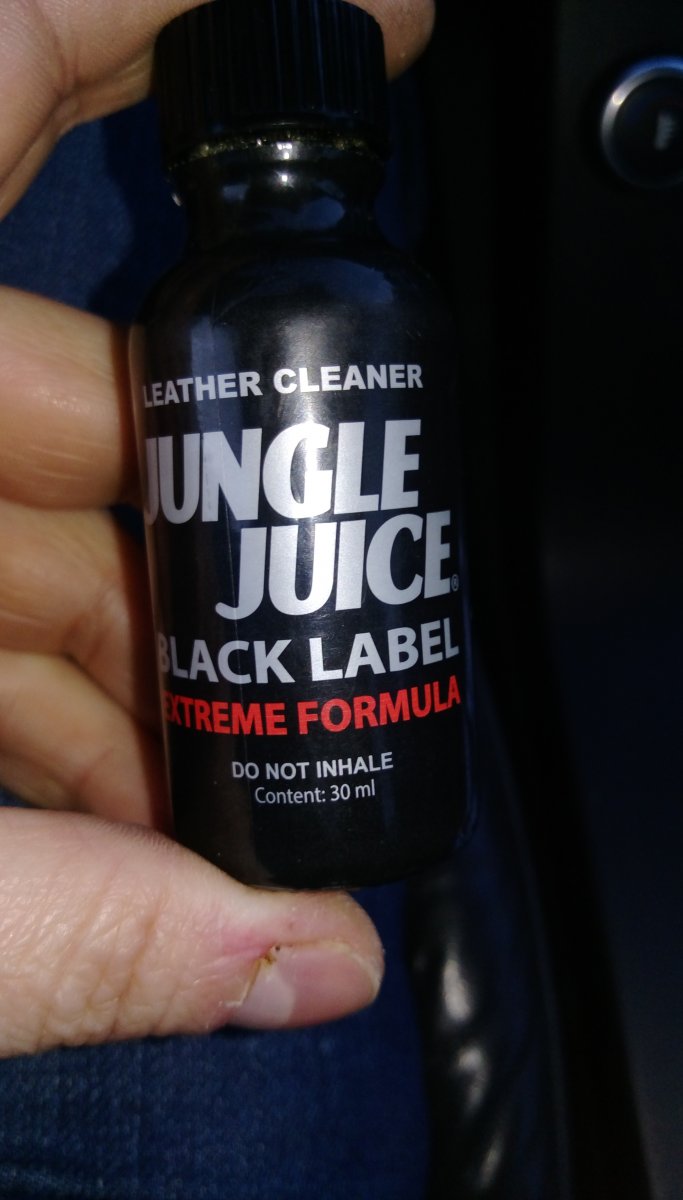 LEATHER CLEANER
JUNGLE
JUICE®
BLACK LABEL
EXTREME FORMULA
DO NOT INHALE
Content: 30 ml